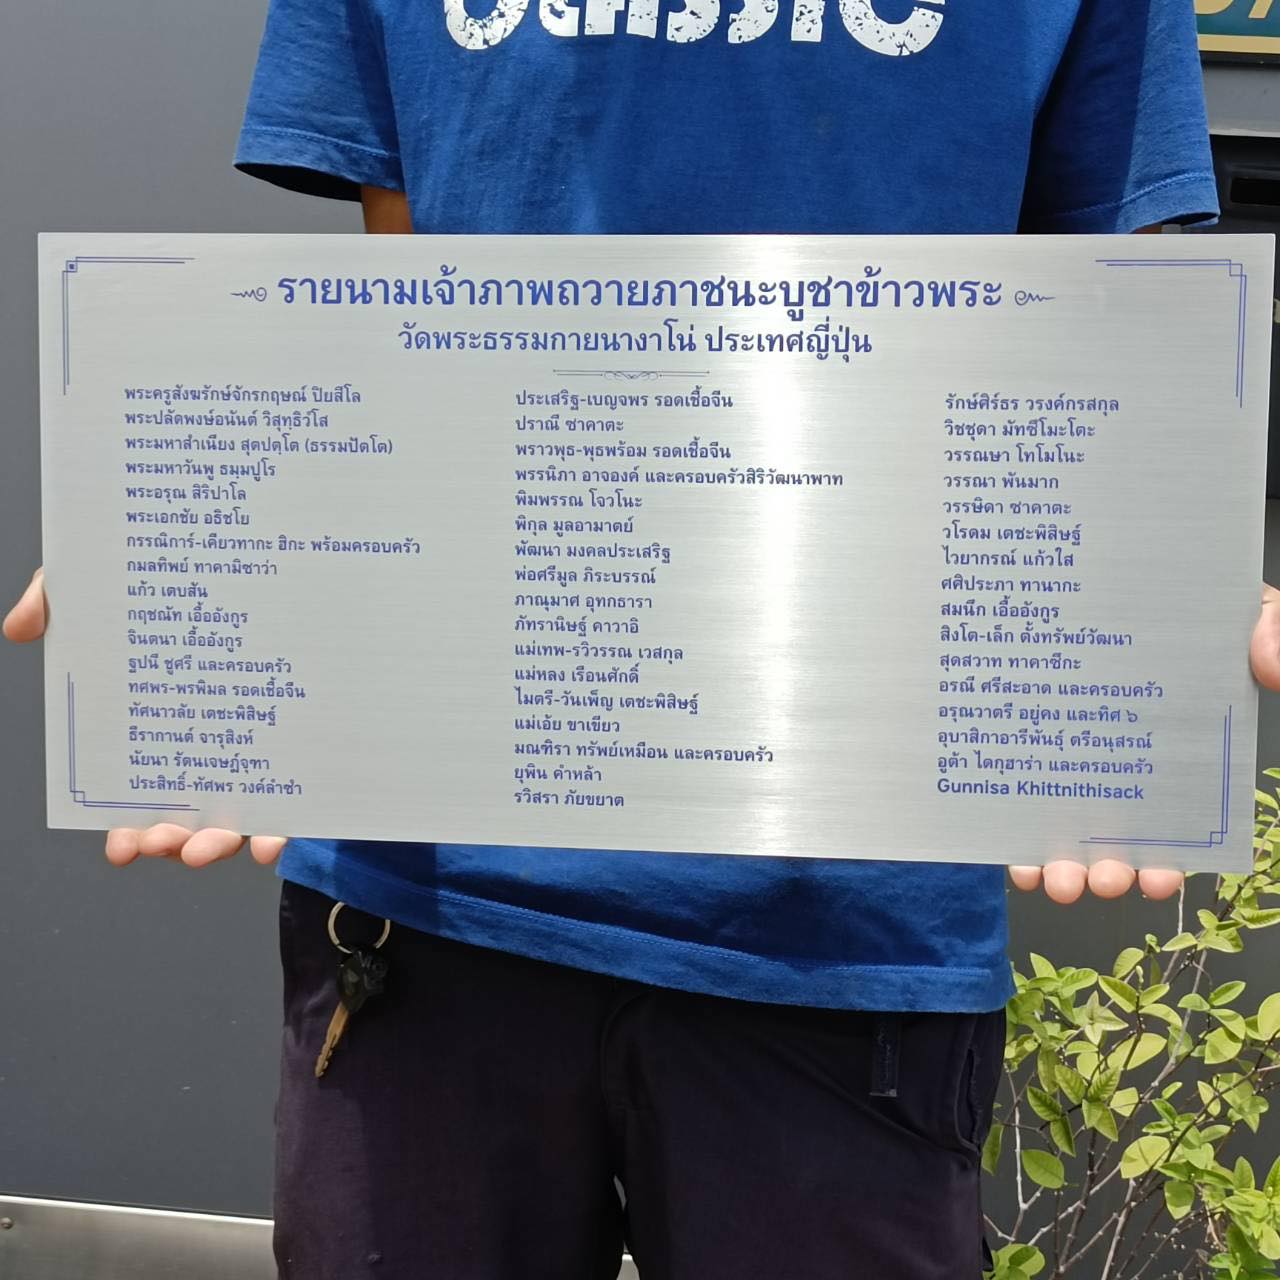 CLASSIC
รายนามเจ้าภาพถวายภาชนะบูชาข้าวพระ
วัดพระธรรมกายนางาโน่ ประเทศญี่ปุ่น
พระครูสังฆรักษ์จักรกฤษณ์ ปิยสีโล
พระปลัดพงษ์อนันต์ วิสุทฺธิวํโส
พระมหาสำเนียง สุตปตฺโต (ธรรมปัตโต)
พระมหาวันพู ธมฺมปูโร
พระอรุณ สิริปาโล
พระเอกชัย อธิชโย
กรรณิการ์-เคียวทากะ ฮิกะ พร้อมครอบครัว
กมลทิพย์ ทาคามิซาว่า
แก้ว เตบสัน
กฤชณัท เอื้ออังกูร
จินตนา เอื้ออังกูร
ฐปนี ชูศรี และครอบครัว
ทศพร-พรพิมล รอดเชื้อจีน
ทัศนาวลัย เตชะพิสิษฐ์
ธีรากานต์ จารุสิงห์
นัยนา รัตนเจษฎ์จุฑา
ประสิทธิ์-ทัศพร วงค์ลำชำ
ประเสริฐ-เบญจพร รอดเชื้อจีน
ปราณี ซาคาตะ
พราวพุธ-พุธพร้อม รอดเชื้อจีน
พรรนิภา อาจองค์ และครอบครัวสิริวัฒนาพาท
พิมพรรณ โจวโนะ
พิกุล มูลอามาตย์
พัฒนา มงคลประเสริฐ
พ่อศรีมูล ภิระบรรณ์
ภาณุมาศ อุทกธารา
ภัทรานิษฐ์ คาวาอิ
แม่เทพ-รวิวรรณ เวสกุล
แม่หลง เรือนศักดิ์
ไมตรี-วันเพ็ญ เตชะพิสิษฐ์
แม่เอ้ย ขาเขียว
มณฑิรา ทรัพย์เหมือน และครอบครัว
ยุพิน คำหล้า
รวิสรา ภัยขยาด
รักษ์ศิร์ธร วรงค์กรสกุล
วิชชุดา มัทซึโมะโตะ
วรรณษา โทโมโนะ
วรรณา พันมาก
วรรษิดา ซาคาตะ
วโรดม เตชะพิสิษฐ์
ไวยากรณ์ แก้วใส
ศศิประภา ทานากะ
สมนึก เอื้ออังกูร
สิงโต-เล็ก ตั้งทรัพย์วัฒนา
สุดสวาท ทาคาซึกะ
อรณี ศรีสะอาด และครอบครัว
อรุณวาตรี อยู่คง และทิศ ๖
อุบาสิกาอารีพันธุ์ ตรีอนุสรณ์
อูต้า ไดกุฮาร่า และครอบครัว
Gunnisa Khittnithisack